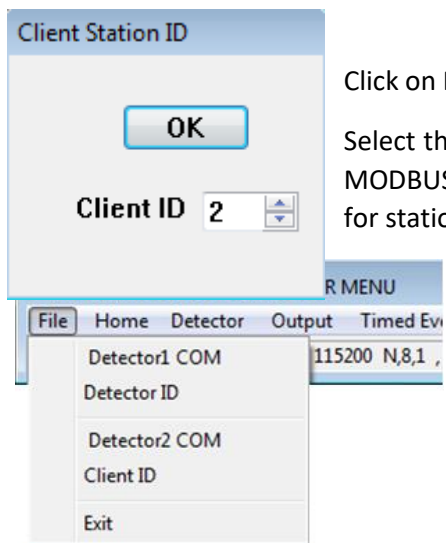 Client Station ID
OK
Client ID 2
Click on
Select th
MODBUS
for static
R MENU
File Home Detector Output Timed Ev
115200 N,8,1 ,
Detector1 COM
Detector ID
Detector2 COM
Client ID
Exit